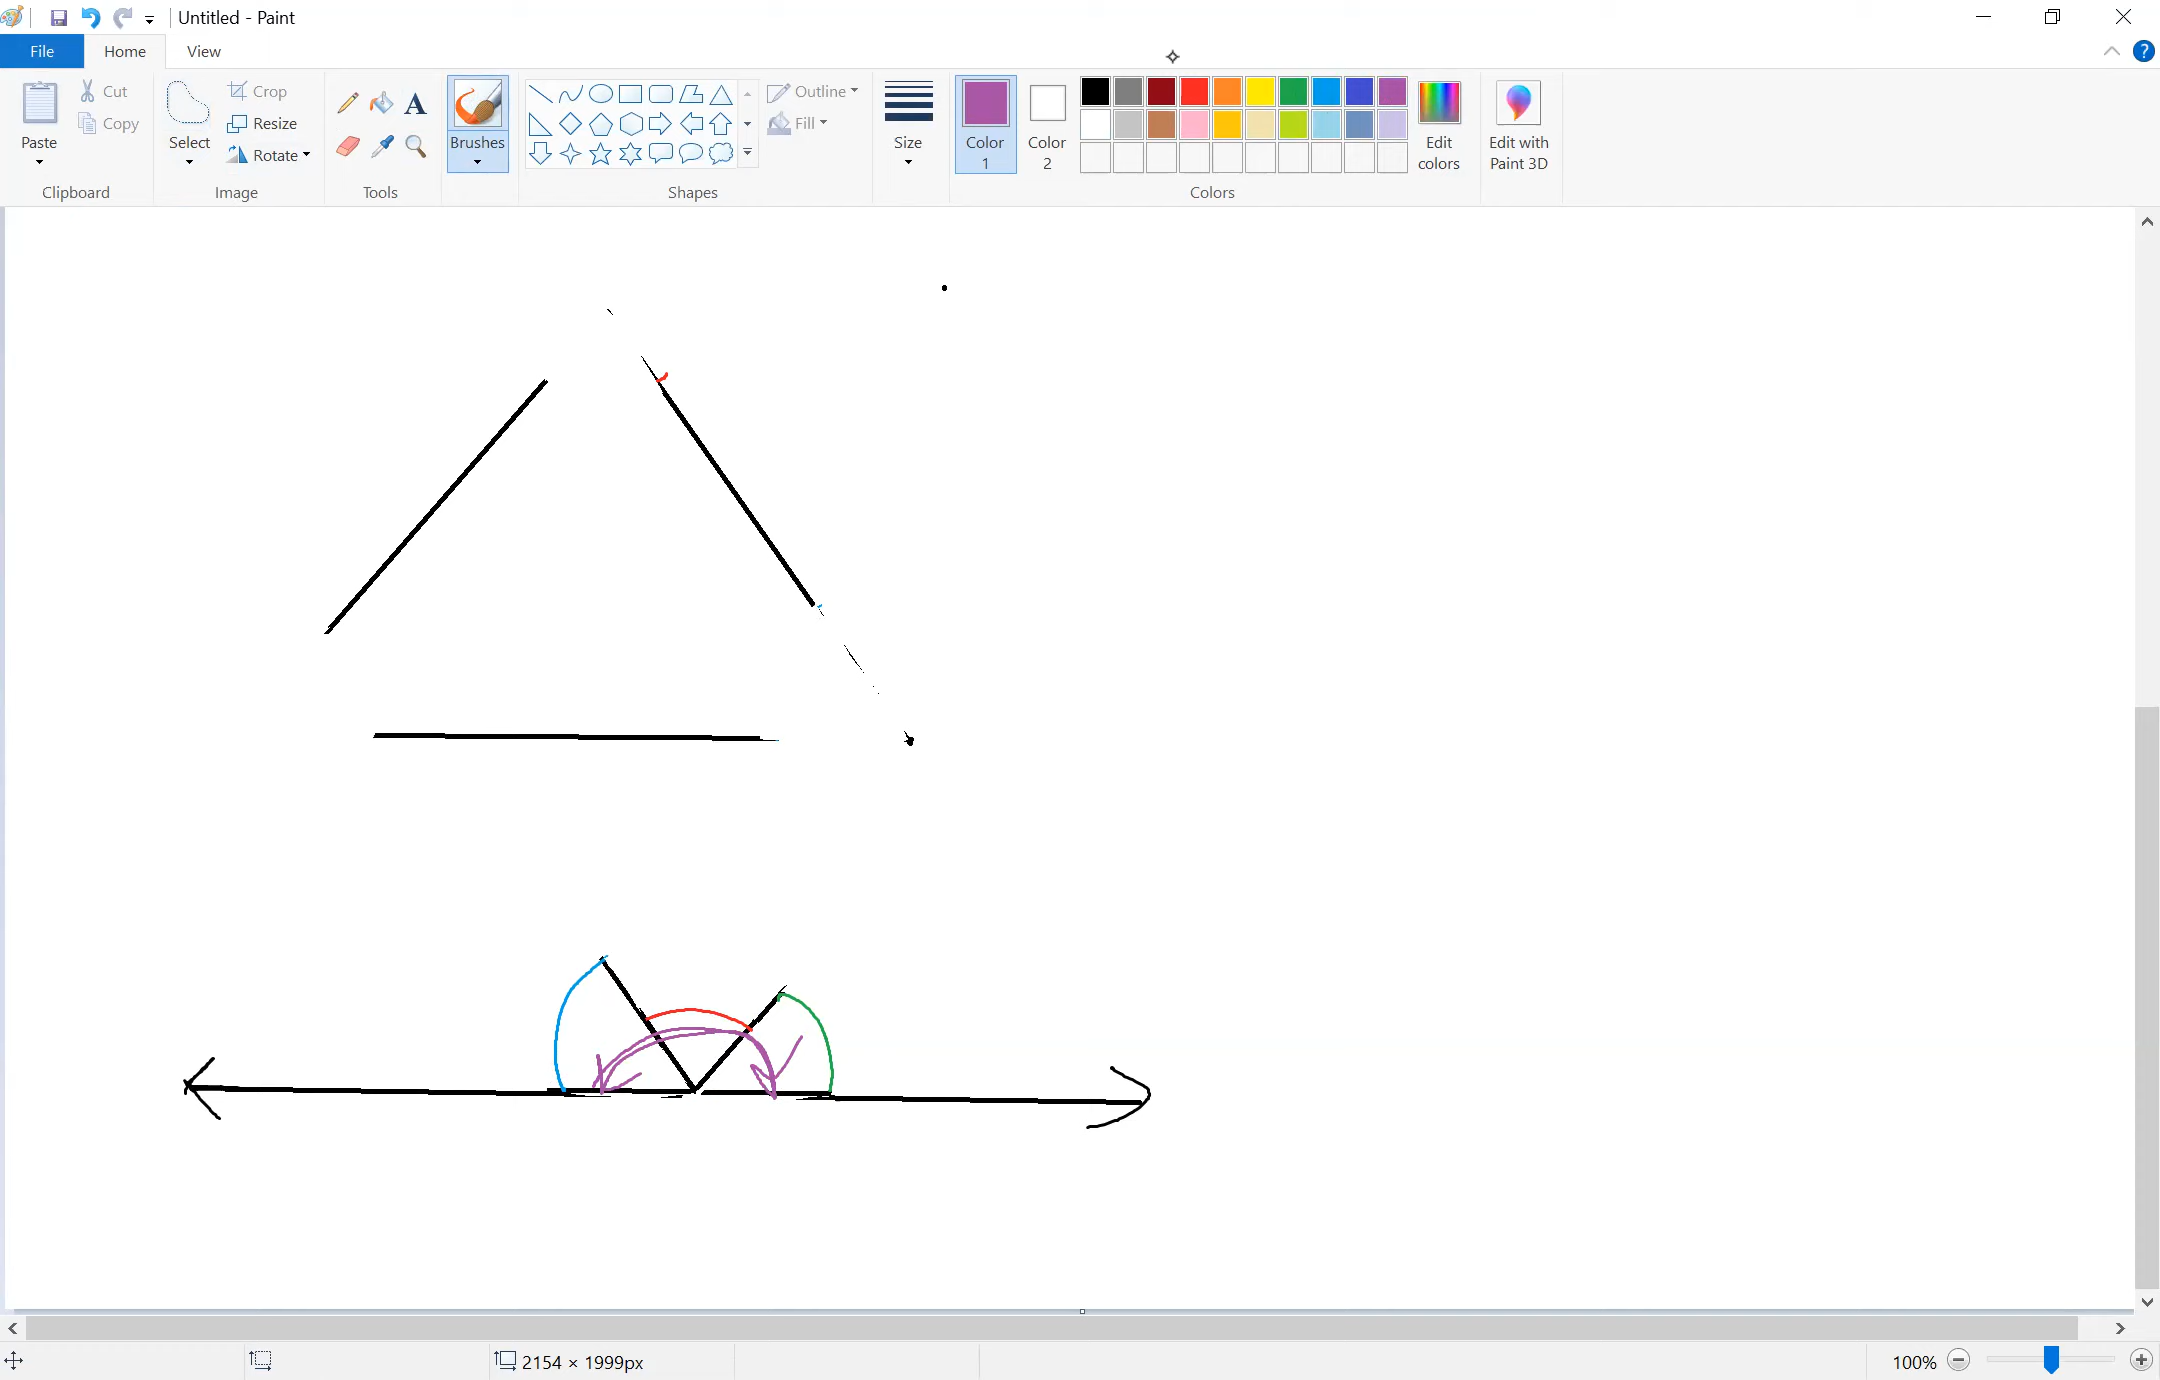 Untitled - Paint
File Home View
Paste
Cut
Copy
Clipboard
Select
Crop
Resize
Rotate
Image
A
Tools
Brushes
Outline
Fill
Shapes
Size
Color
1
Color
2
Edit
colors
Colors
Edit with
Paint 3D
?
2154 × 1999px
100%